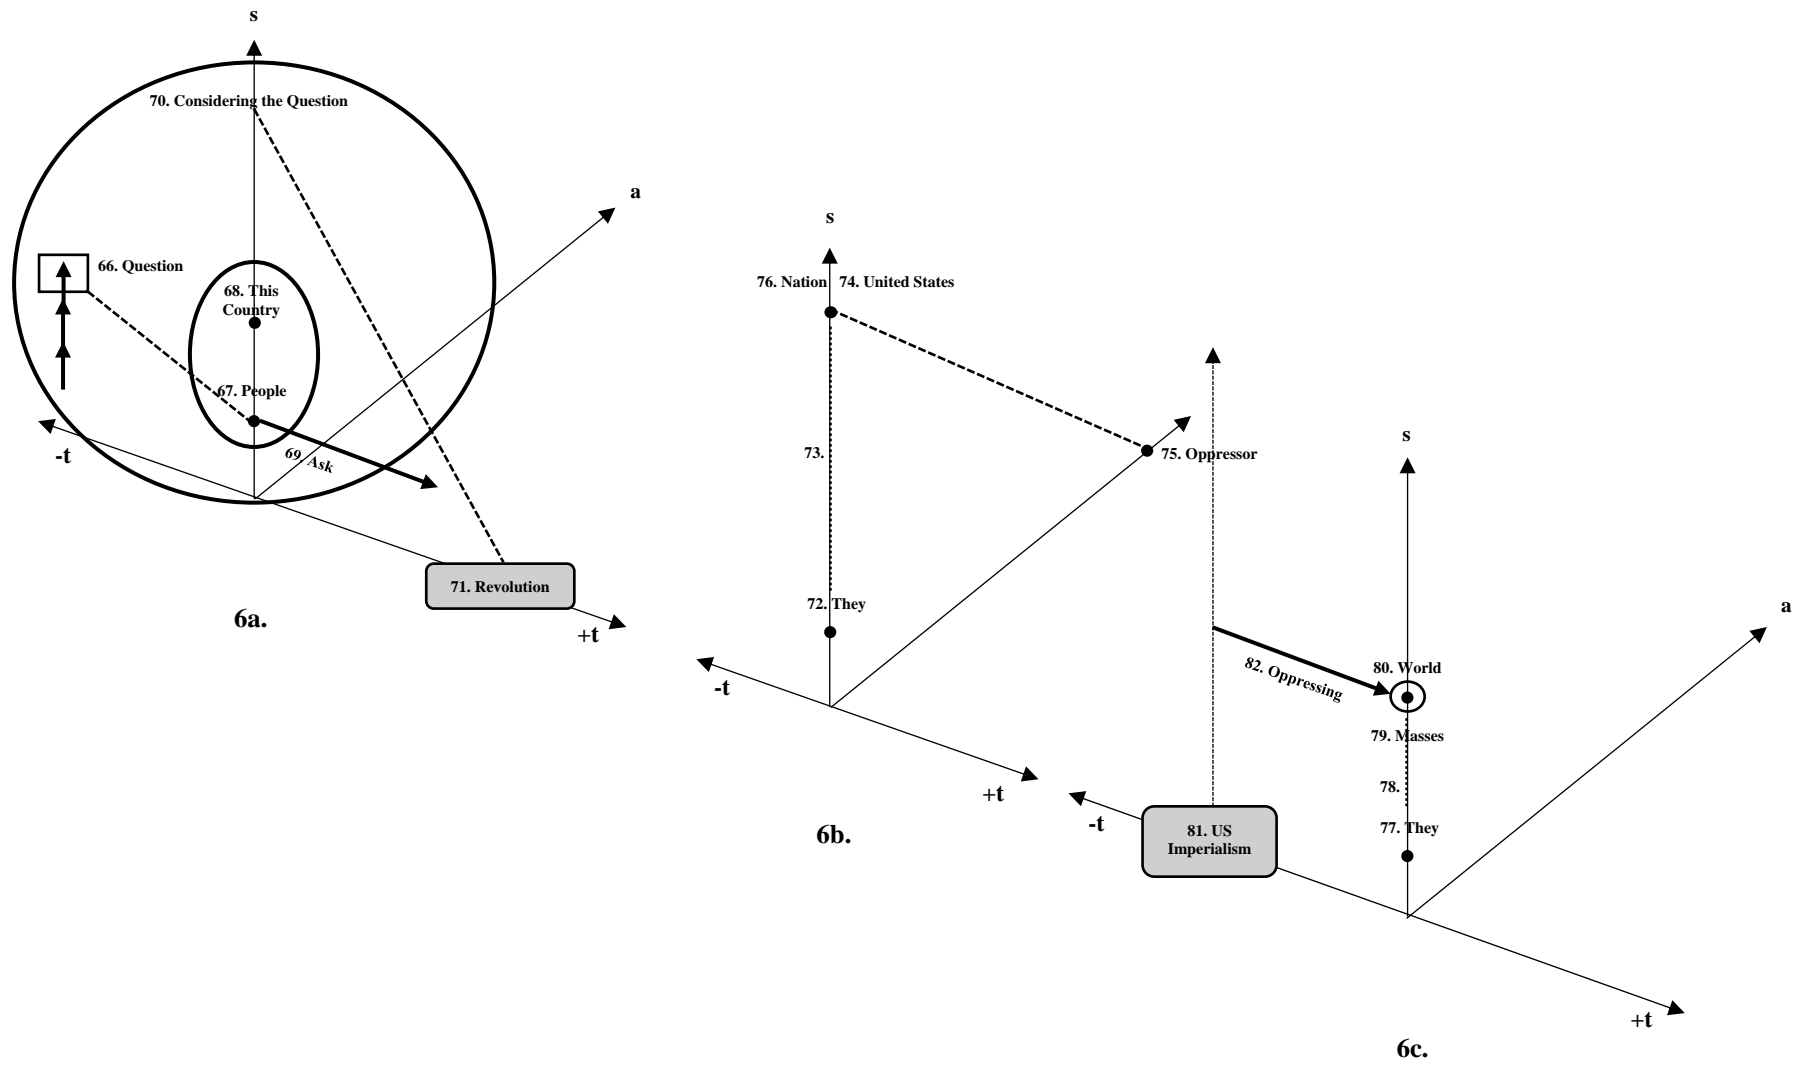 s
70. Considering the Question
a
66. Question
68. This
Country
67. People
-t
69. Ask
71. Revolution
+t
6a.
s
76. Nation
74. United States
73.
75. Oppressor
72. They
-t
+t
6b.
s
a
80. World
82. Oppressing
79. Masses
78.
77. They
-t
81. US
Imperialism
+t
6c.